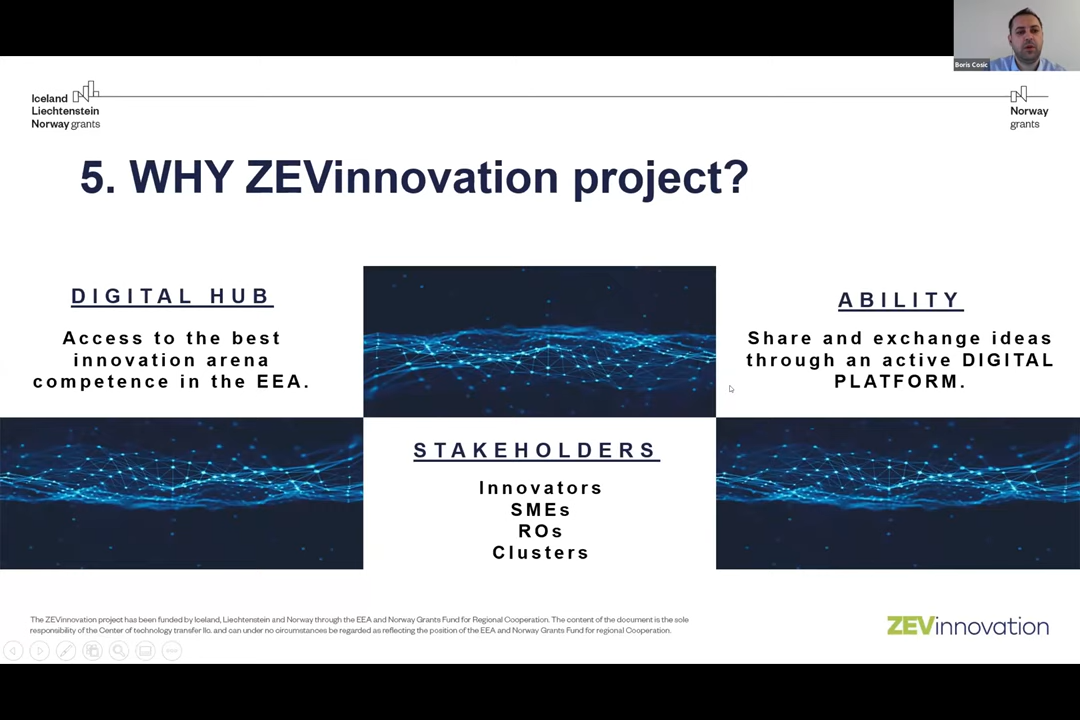 Boris Cosic
Iceland
Liechtenstein
Norway grants
Norway
grants
5. WHY ZEVinnovation project?
DIGITAL HUB
Access to the best
innovation arena
competence in the EEA.
ABILITY
Share and exchange ideas
through an active DIGITAL
PLATFORM.
STAKEHOLDERS
Innovators
SMEs
ROs
Clusters
The ZEVinnovation project has been funded by Iceland, Liechtenstein and Norway through the EEA and Norway Grants Fund for Regional Cooperation. The content of the document is the sole
responsibility of the Center of technology transfer llc. and can under no circumstances be regarded as reflecting the position of the EEA and Norway Grants Fund for regional Cooperation.
ZEVinnovation